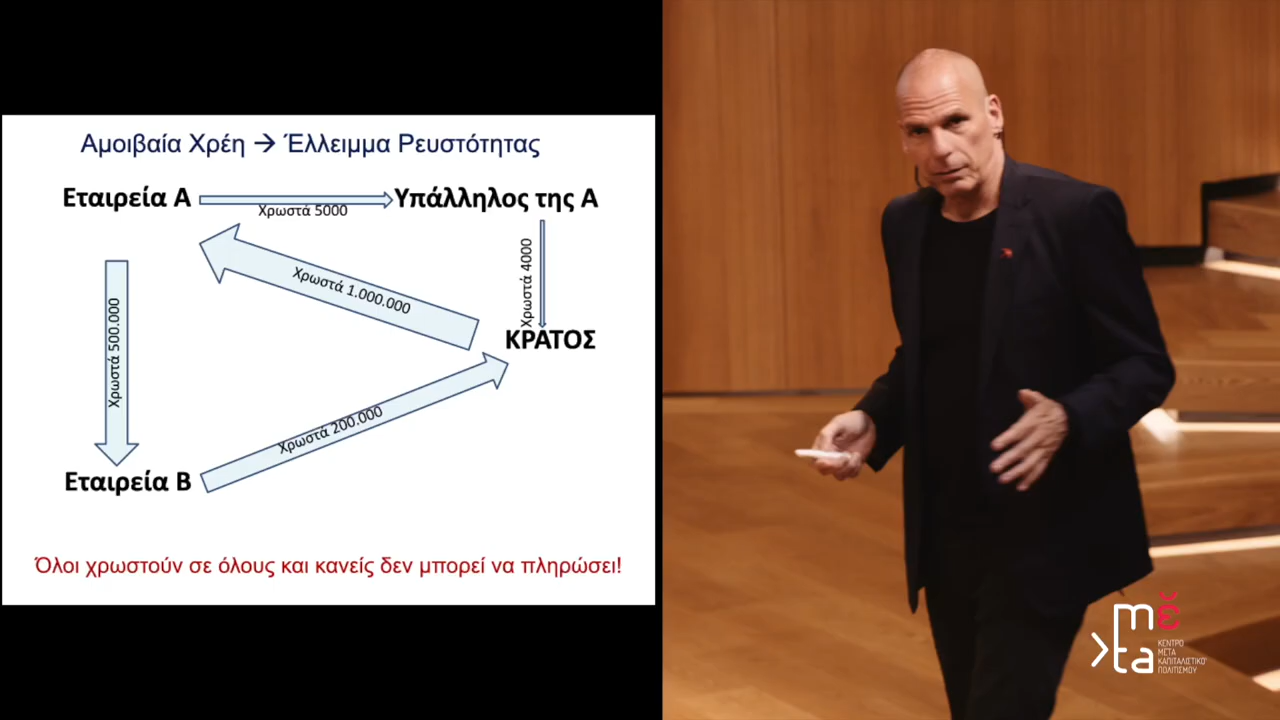 Αμοιβαία Χρέη → Έλλειμμα Ρευστότητας
Εταιρεία Α
Χρωστά 5000
Υπάλληλος της Α
Χρωστά 1.000.000
Χρωστά 4000
Χρωστά 500.000
ΚΡΑΤΟΣ
Χρωστά 200.000
Εταιρεία Β
Όλοι χρωστούν σε όλους και κανείς δεν μπορεί να πληρώσει!
mέta
ΚΕΝΤΡΟ
ΜΕΤΑ
ΚΑΠΙΤΑΛΙΣΤΙΚΟΥ
ΠΟΛΙΤΙΣΜΟΥ